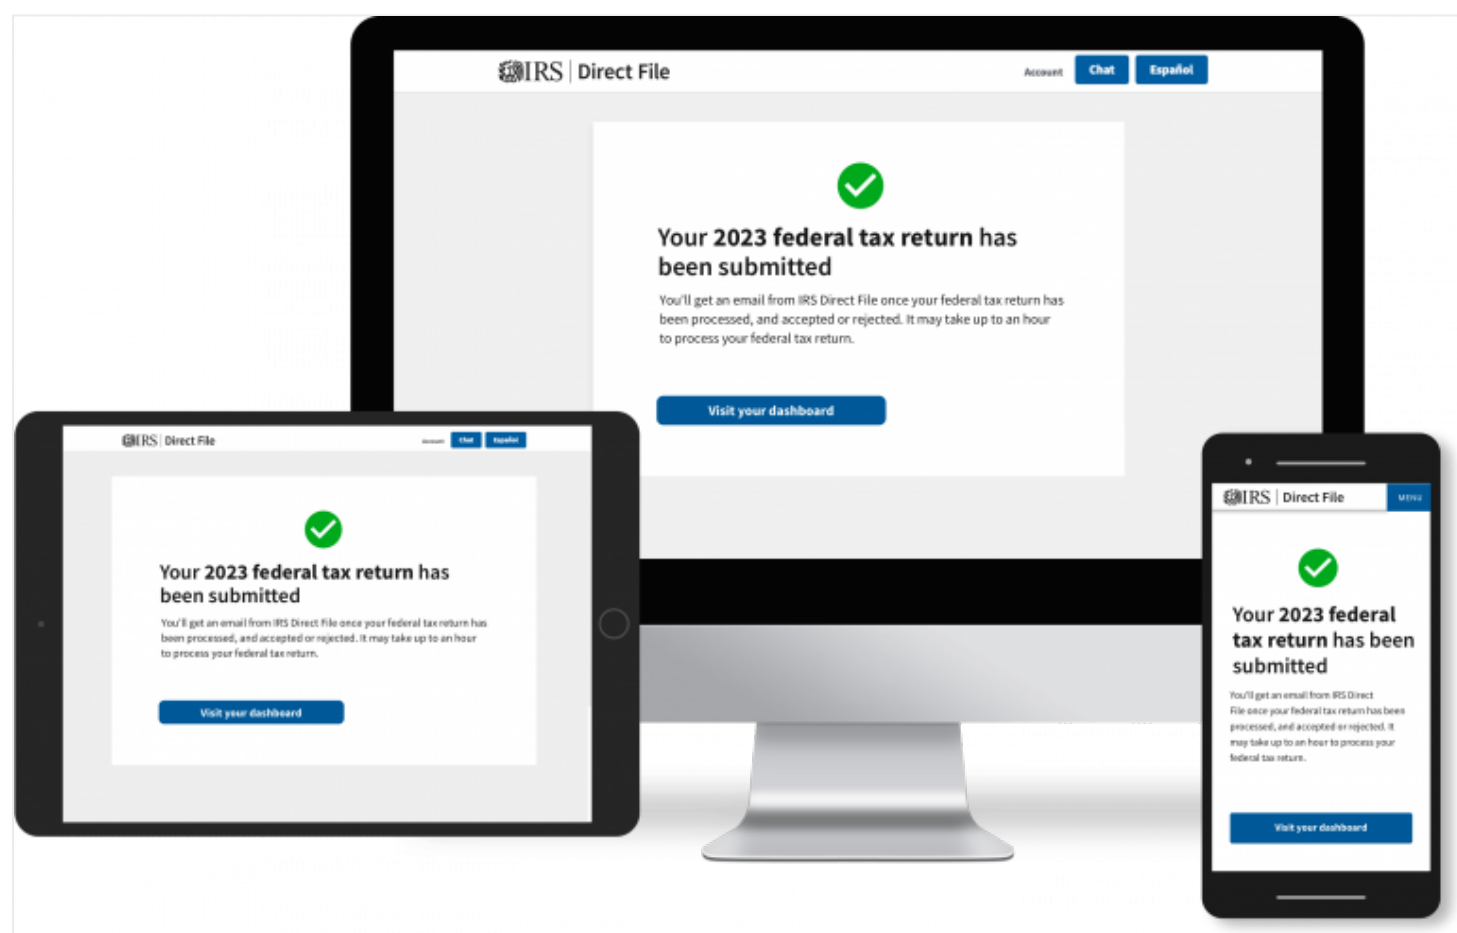 IRS | Direct File
Account
Chat
Español
Your 2023 federal tax return has
been submitted
You'll get an email from IRS Direct File once your federal tax return has
been processed, and accepted or rejected. It may take up to an hour
to process your federal tax return.
Visit your dashboard
IRS | Direct File
Account
Chat
Español
Your 2023 federal tax return has
been submitted
You'll get an email from IRS Direct File once your federal tax return has
been processed, and accepted or rejected. It may take up to an hour
to process your federal tax return.
Visit your dashboard
IRS | Direct File
MENU
Your 2023 federal
tax return has been
submitted
You'll get an email from IRS Direct
File once your federal tax return has been
processed, and accepted or rejected. It
may take up to an hour to process your
federal tax return.
Visit your dashboard